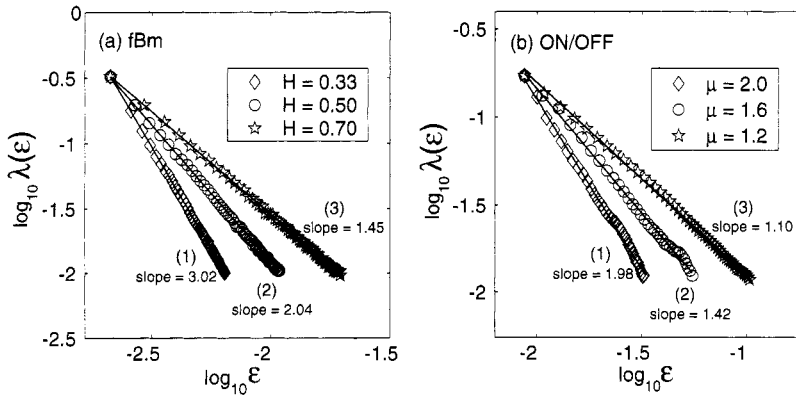 (a) fBm
H = 0.33
H = 0.50
H = 0.70
(3)
slope = 1.45
(1)
slope = 3.02
(2)
slope = 2.04
0
-0.5
-1
-1.5
-2
-2.5
log10 λ(ε)
-2.5
-2
-1.5
log10 ε
(b) ON/OFF
μ = 2.0
μ = 1.6
μ = 1.2
(3)
slope = 1.10
(1)
slope = 1.98
(2)
slope = 1.42
-0.5
-1
-1.5
-2
log10 λ(ε)
-2
-1.5
-1
log10 ε